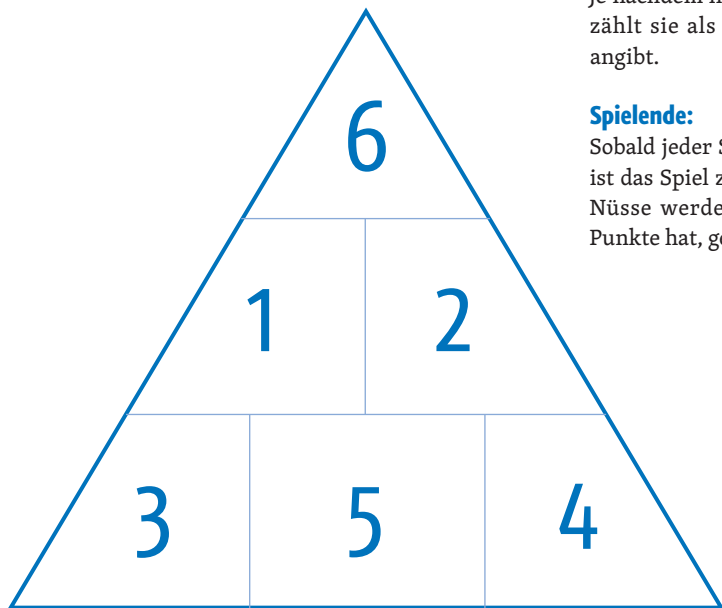 zählt sie als
angibt.
Spielende:
Sobald jeder
ist das Spiel
Nüsse
Punkte hat,
6
1 2
3 5 4